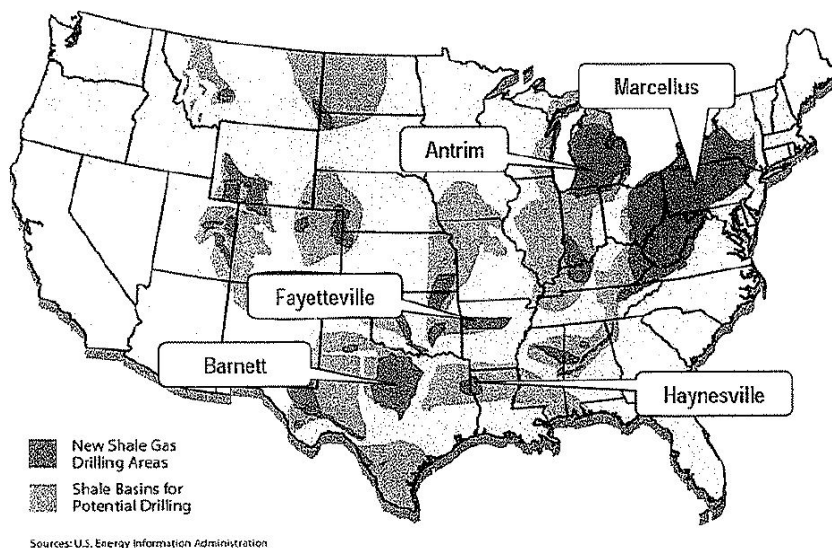 Marcellus
Antrim
Fayetteville
Barnett
Haynesville
New Shale Gas
Drilling Areas
Shale Basins for
Potential Drilling
Sources: U.S. Energy Information Administration